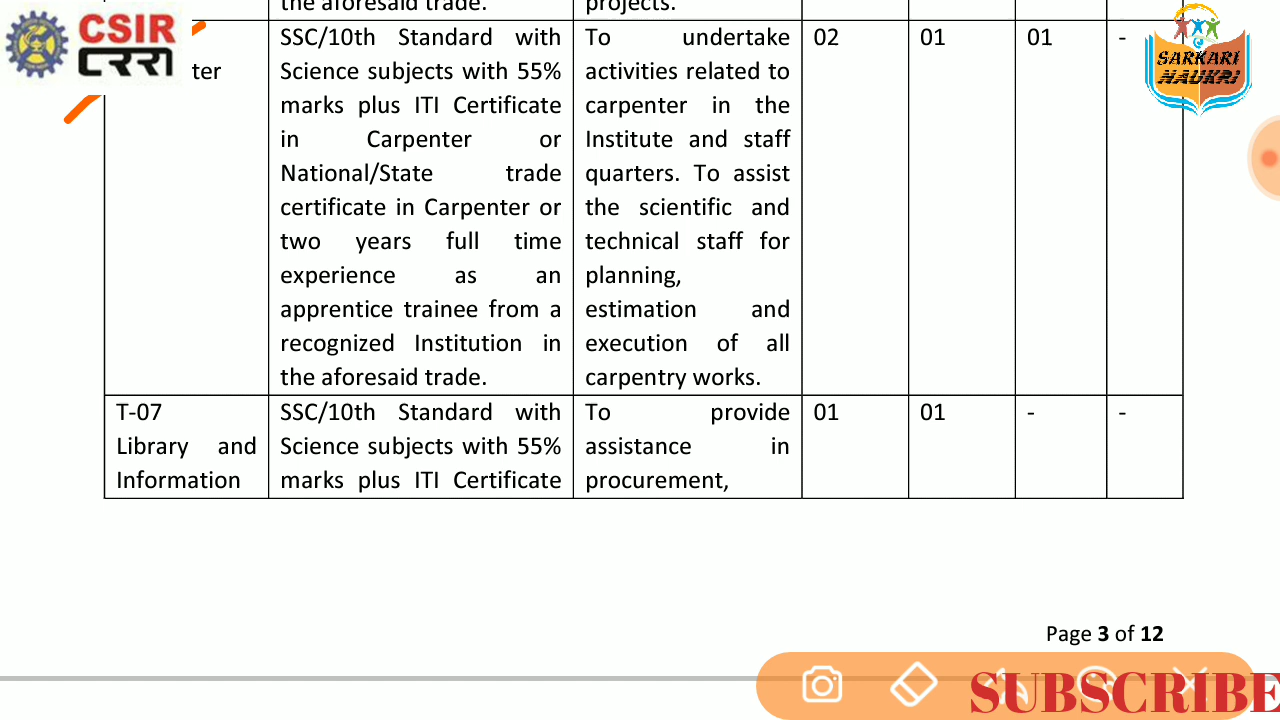 the aforesaid trade.
projects.
CSIR
CRRI
ter
SSC/10th Standard with
Science subjects with 55%
marks plus ITI Certificate
in Carpenter or
National/State trade
certificate in Carpenter or
two years full time
experience as an
apprentice trainee from a
recognized Institution in
the aforesaid trade.
To undertake
activities related to
carpenter in the
Institute and staff
quarters. To assist
the scientific and
technical staff for
planning,
estimation and
execution of all
carpentry works.
02
01
01
-
SARKARI
NAUKRI
T-07
Library and
Information
SSC/10th Standard with
Science subjects with 55%
marks plus ITI Certificate
To provide
assistance in
procurement,
01
01
-
-
Page 3 of 12
SUBSCRIBE